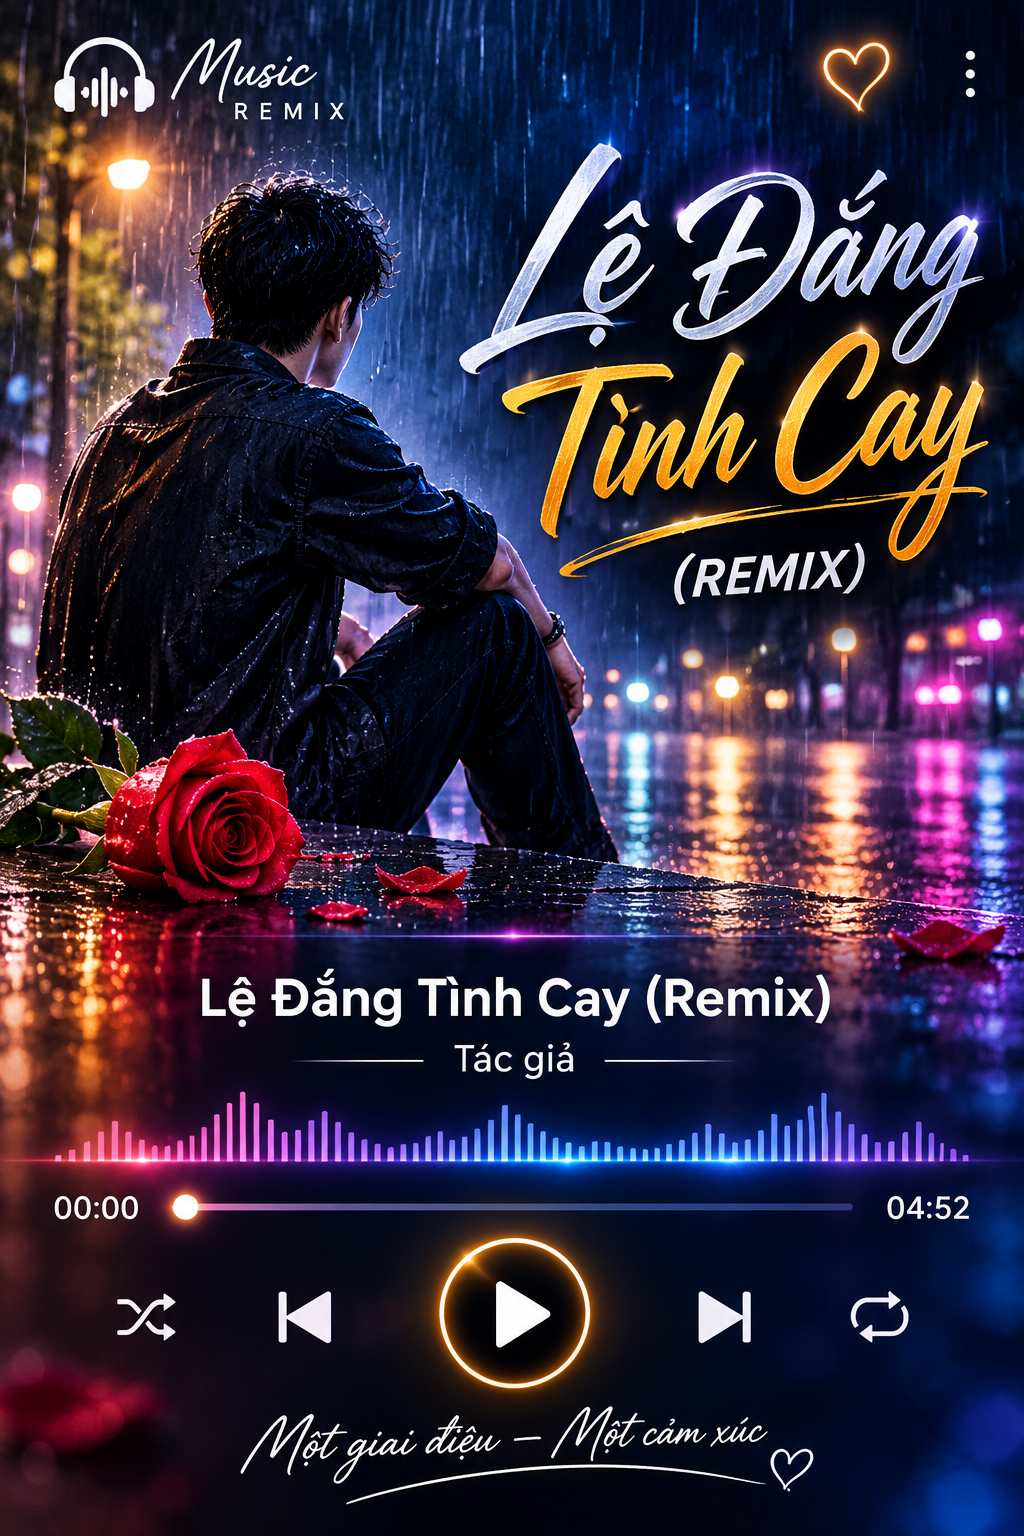 Music
REMIX
Lệ Đắng
Tình Cay
(REMIX)
Lệ Đắng Tình Cay (Remix)
Tác giả
00:00
04:52
Một giai điệu – Một cảm xúc